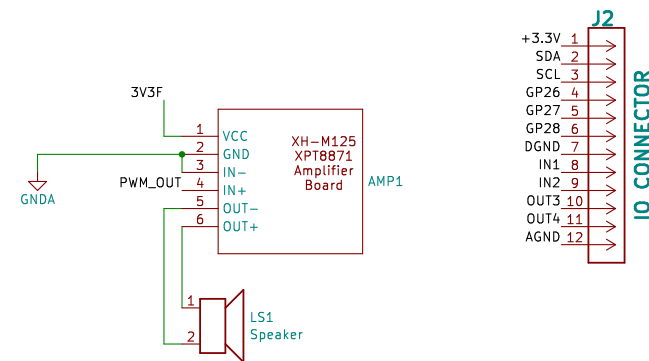 J2
+3.3V 1
SDA 2
SCL 3
GP26 4
GP27 5
GP28 6
DGND 7
IN1 8
IN2 9
OUT3 10
OUT4 11
AGND 12
IO CONNECTOR
3V3F
1 VCC
2 GND
3 IN-
PWM_OUT 4 IN+
5 OUT-
6 OUT+
XH-M125
XPT8871
Amplifier
Board
AMP1
GNDA
1
2
LS1
Speaker